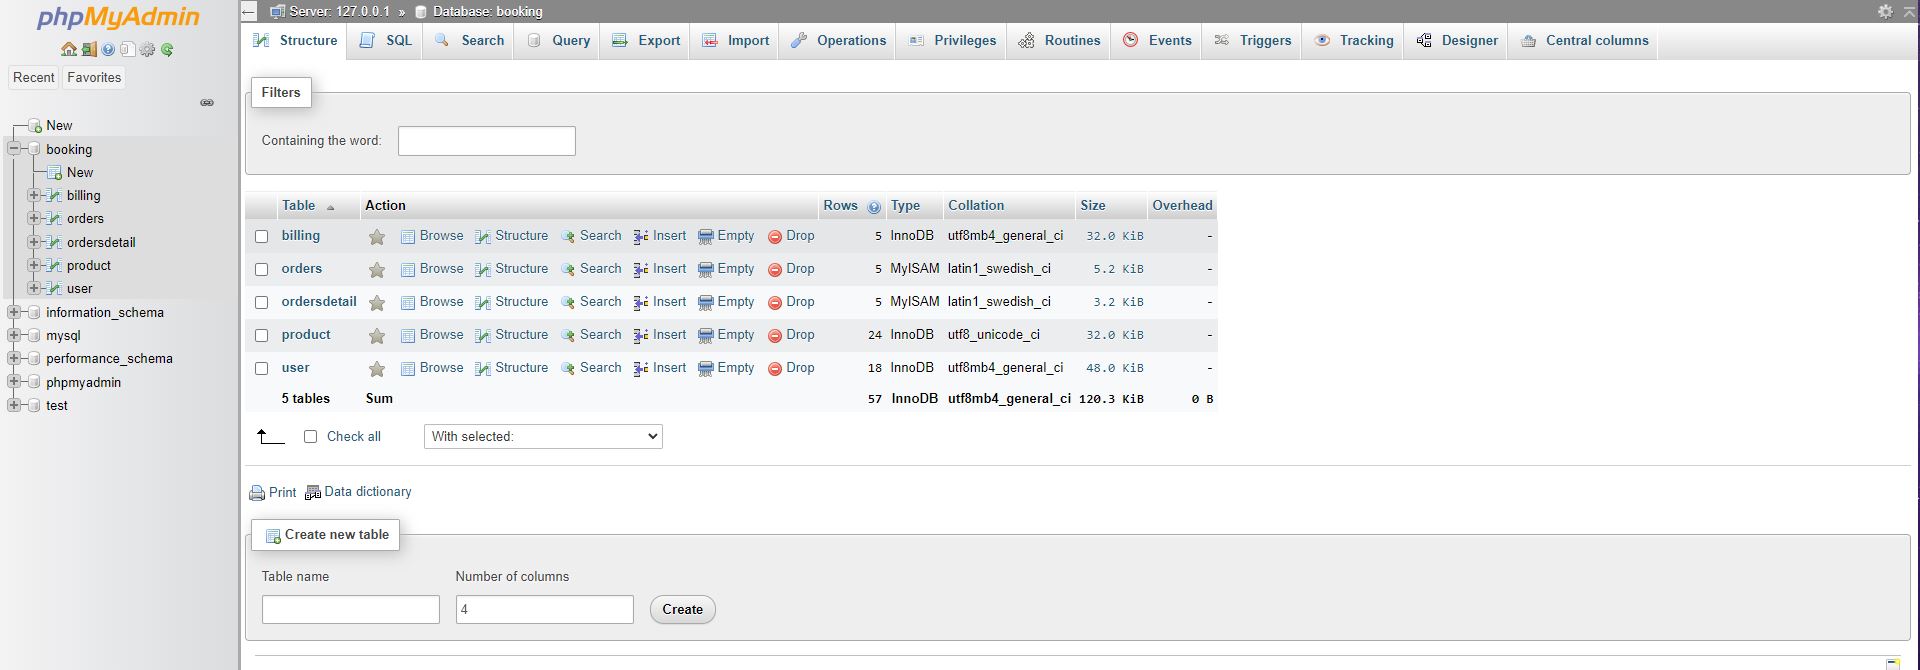 phpMyAdmin
Recent Favorites
New
booking
New
billing
orders
ordersdetail
product
user
information_schema
mysql
performance_schema
phpmyadmin
test
Server: 127.0.0.1 » Database: booking
Structure SQL Search Query Export Import Operations Privileges Routines Events Triggers Tracking Designer Central columns
Filters
Containing the word:
Table Action Rows Type Collation Size Overhead
billing Browse Structure Search Insert Empty Drop 5 InnoDB utf8mb4_general_ci 32.0 KiB -
orders Browse Structure Search Insert Empty Drop 5 MyISAM latin1_swedish_ci 5.2 KiB -
ordersdetail Browse Structure Search Insert Empty Drop 5 MyISAM latin1_swedish_ci 3.2 KiB -
product Browse Structure Search Insert Empty Drop 24 InnoDB utf8_unicode_ci 32.0 KiB -
user Browse Structure Search Insert Empty Drop 18 InnoDB utf8mb4_general_ci 48.0 KiB -
5 tables Sum 57 InnoDB utf8mb4_general_ci 120.3 KiB 0 B
Check all With selected:
Print Data dictionary
Create new table
Table name Number of columns
4 Create